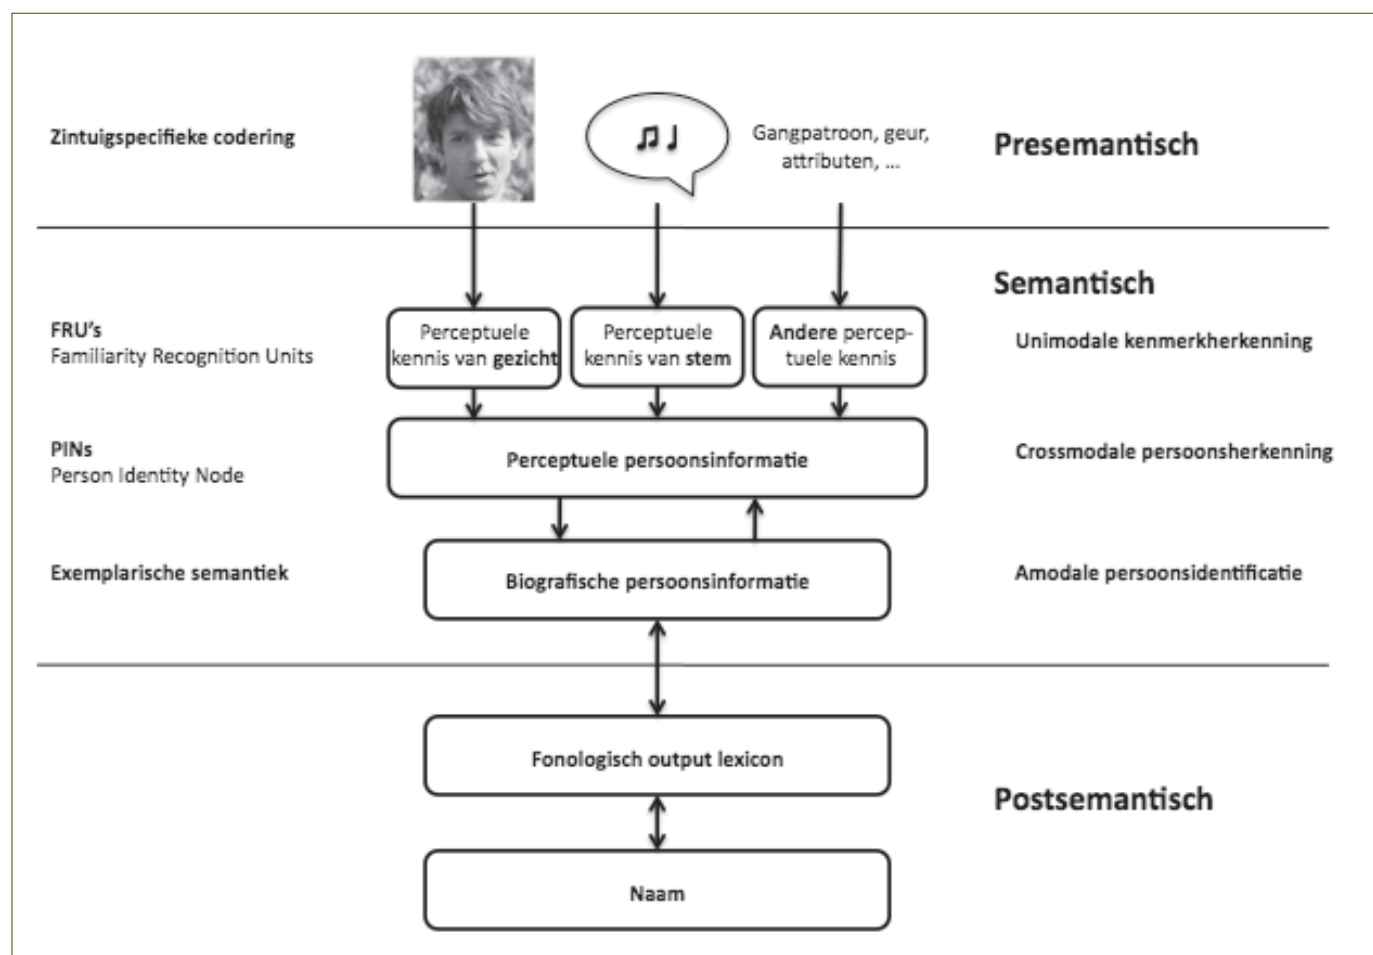 Zintuigspecifieke codering
Gangpatroon, geur,
attributen, ...
Presemantisch
Semantisch
FRU's
Familiarity Recognition Units
Perceptuele
kennis van gezicht
Perceptuele
kennis van stem
Andere percep-
tuele kennis
Unimodale kenmerkherkenning
PINs
Person Identity Node
Perceptuele persoonsinformatie
Crossmodale persoonsherkenning
Exemplarische semantiek
Biografische persoonsinformatie
Amodale persoonsidentificatie
Fonologisch output lexicon
Postsemantisch
Naam